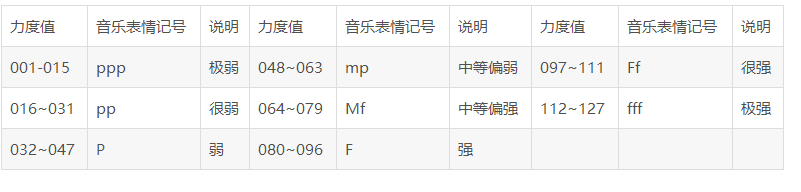 力度值 音乐表情记号 说明 力度值 音乐表情记号 说明 力度值 音乐表情记号 说明
001-015 ppp 极弱 048~063 mp 中等偏弱 097~111 Ff 很强
016~031 pp 很弱 064~079 Mf 中等偏强 112~127 fff 极强
032~047 P 弱 080~096 F 强